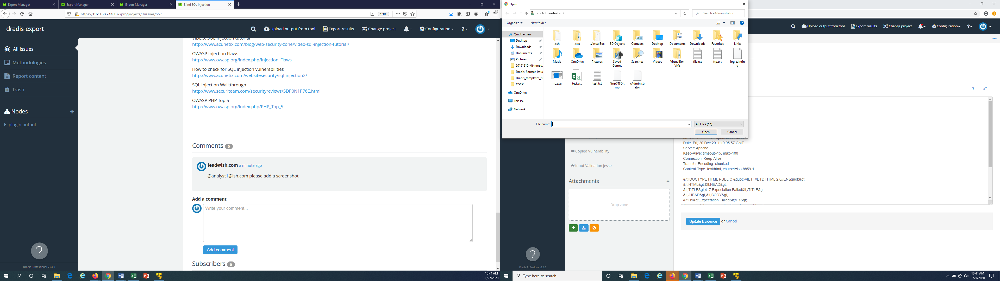 Export Manager
Export Manager
Export Manager
Blind SQL Injection
https://192.168.244.137/pro/projects/9/issues/557
120%
dradis-export
Upload output from tool
Export results
Change project
Configuration
?
All issues
Methodologies
Report content
Trash
Nodes
+
plugin.output
?
Dradis Professional v3.4.0
VIDEO: SQL Injection tutorial
http://www.acunetix.com/blog/web-security-zone/video-sql-injection-tutorial/
OWASP Injection Flaws
http://www.owasp.org/index.php/Injection_Flaws
How to check for SQL injection vulnerabilities
http://www.acunetix.com/websitesecurity/sql-injection2/
SQL Injection Walkthrough
http://www.securiteam.com/securityreviews/5DP0N1P76E.html
OWASP PHP Top 5
http://www.owasp.org/index.php/PHP_Top_5
Comments 0
lead@lsh.com a minute ago
@analyst1@lsh.com please add a screenshot
Add a comment
Write your comment...
Add comment
Subscribers 0
10:44 AM
1/27/2020
Open
xAdministrator
Search xAdministrator
Organize
New folder
Quick access
Desktop
Downloads
Documents
Pictures
20191210-kit-nmsu
Dradis_Format_Issu
Dradis_templates_fi
OSCP
OneDrive
This PC
Network
.ssh
.swt
.VirtualBox
3D Objects
Contacts
Desktop
Documents
Downloads
Favorites
Links
Music
OneDrive
Pictures
Saved Games
Searches
Videos
VirtualBox VMs
file.txt
ftp.txt
log_tainting
nc.exe
test.csv
test.txt
Tmp748D.tmp
xAdministrator
File name:
All Files (*.*)
Open
Cancel
Upload output from tool
Export results
Change project
Configuration
?
?
Copied Vulnerability
Input Validation Jesse
Attachments
Drop zone
Date: Fri, 20 Dec 2011 19:05:57 GMT
Server: Apache
Keep-Alive: timeout=15, max=100
Connection: Keep-Alive
Transfer-Encoding: chunked
Content-Type: text/html; charset=iso-8859-1
&lt;!DOCTYPE HTML PUBLIC &quot;-//IETF//DTD HTML 2.0//EN&quot;&gt;
&lt;HTML&gt;&lt;HEAD&gt;
&lt;TITLE&gt;417 Expectation Failed&lt;/TITLE&gt;
&lt;/HEAD&gt;&lt;BODY&gt;
&lt;H1&gt;Expectation Failed&lt;/H1&gt;
Update Evidence or Cancel
?
Dradis Professional v3.4.0
Type here to search
10:44 AM
1/27/2020